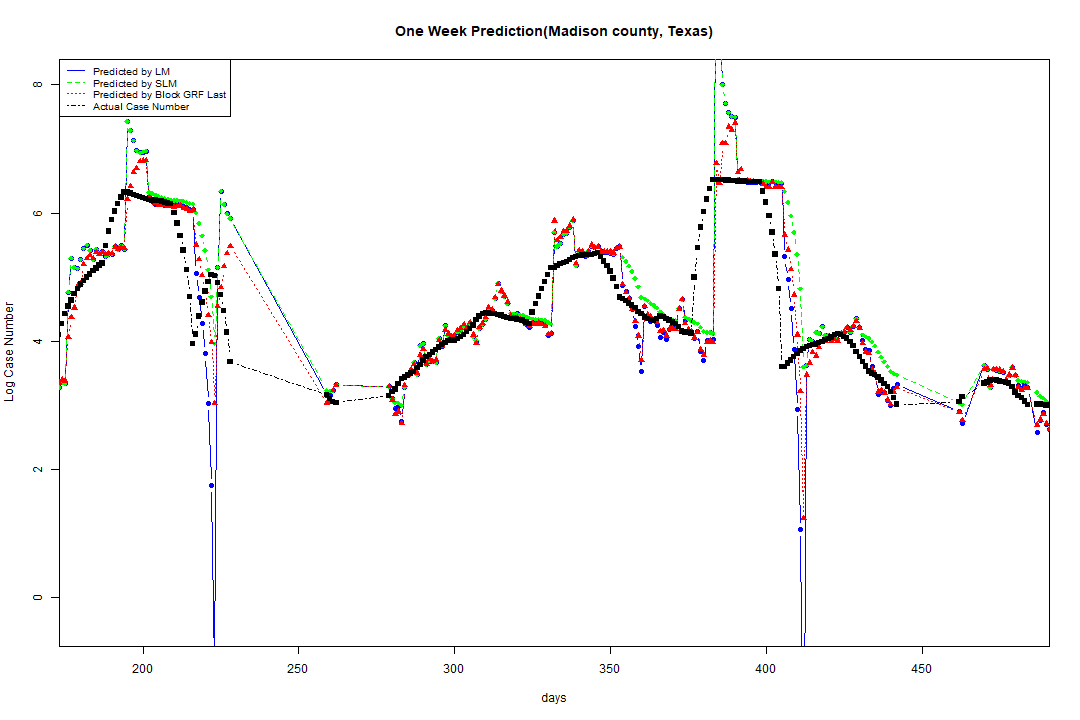 One Week Prediction(Madison county, Texas)
Predicted by LM
Predicted by SLM
Predicted by Block GRF Last
Actual Case Number
Log Case Number
8
6
4
2
0
200 250 300 350 400 450
days